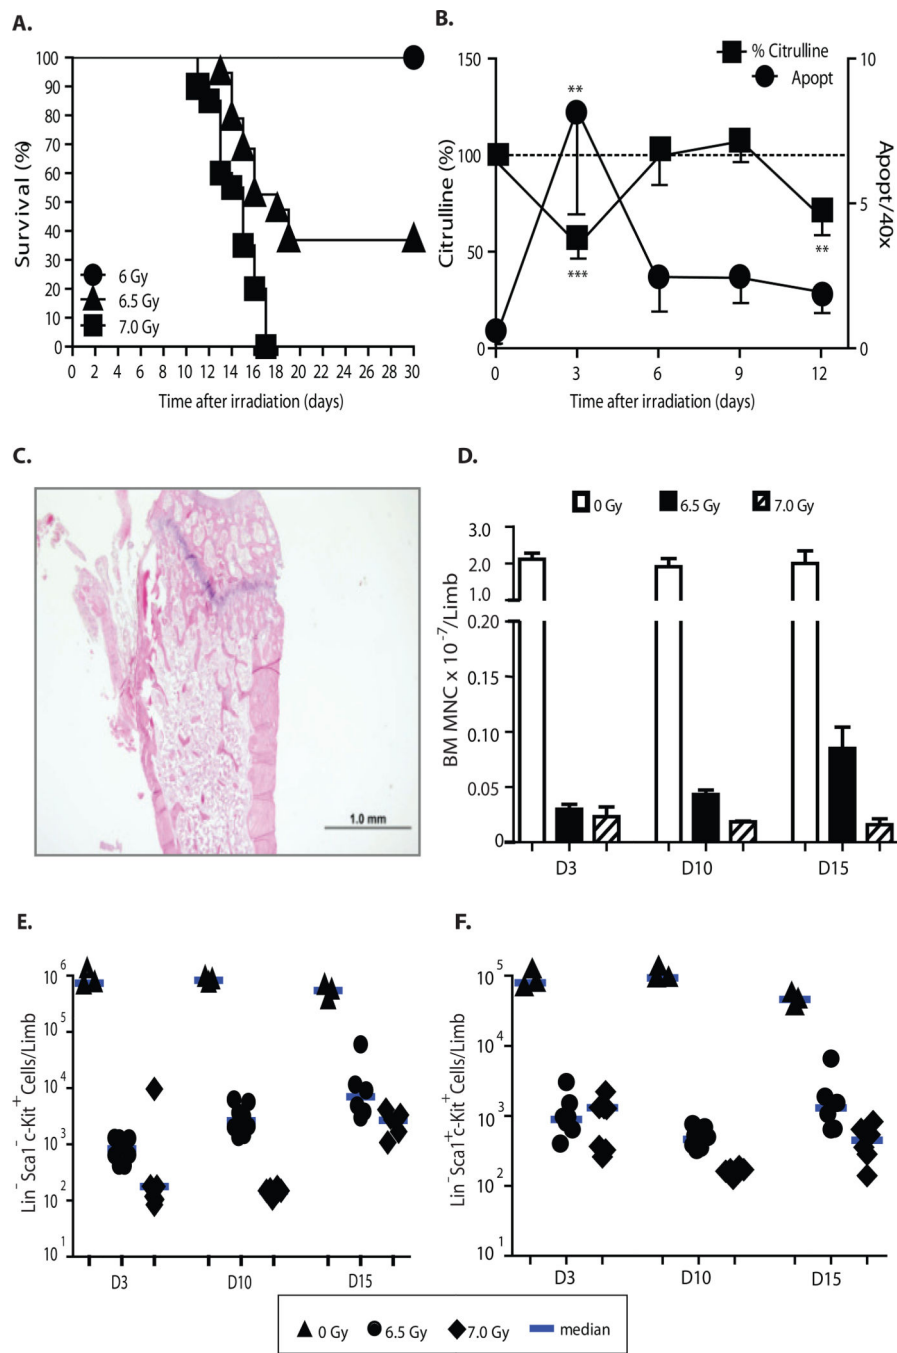 A.
Survival (%)
100
90
80
70
60
50
40
30
20
10
0
6 Gy
6.5 Gy
7.0 Gy
0 2 4 6 8 10 12 14 16 18 20 22 24 26 28 30
Time after irradiation (days)
B.
% Citrulline
Apopt
Citrulline (%)
150
100
50
0
10
5
0
Apopt/40x
**
***
**
0 3 6 9 12
Time after irradiation (days)
C.
1.0 mm
D.
0 Gy 6.5 Gy 7.0 Gy
BM MNC x 10⁻⁷/Limb
3.0
2.0
1.0
0.20
0.15
0.10
0.05
0
D3 D10 D15
E.
Lin⁻Sca1⁻c-Kit⁺ Cells/Limb
10⁶
10⁵
10⁴
10³
10²
10¹
D3 D10 D15
F.
Lin⁻Sca1⁺c-Kit⁺ Cells/Limb
10⁵
10⁴
10³
10²
10¹
D3 D10 D15
0 Gy 6.5 Gy 7.0 Gy median